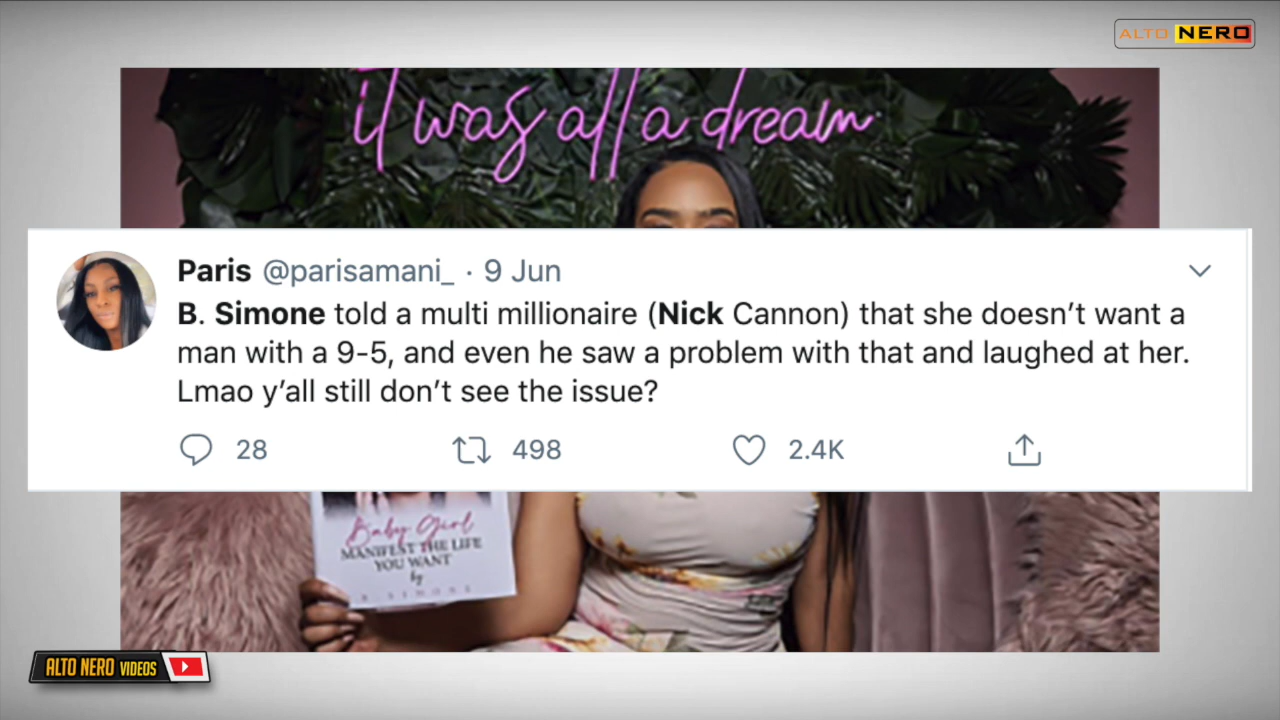 ALTO NERO
it was all a dream
Paris @parisamani_ · 9 Jun
B. Simone told a multi millionaire (Nick Cannon) that she doesn’t want a
man with a 9-5, and even he saw a problem with that and laughed at her.
Lmao y’all still don’t see the issue?
28 498 2.4K
Baby Girl
MANIFEST THE LIFE
YOU WANT
by
B. SIMONE
ALTO NERO VIDEOS